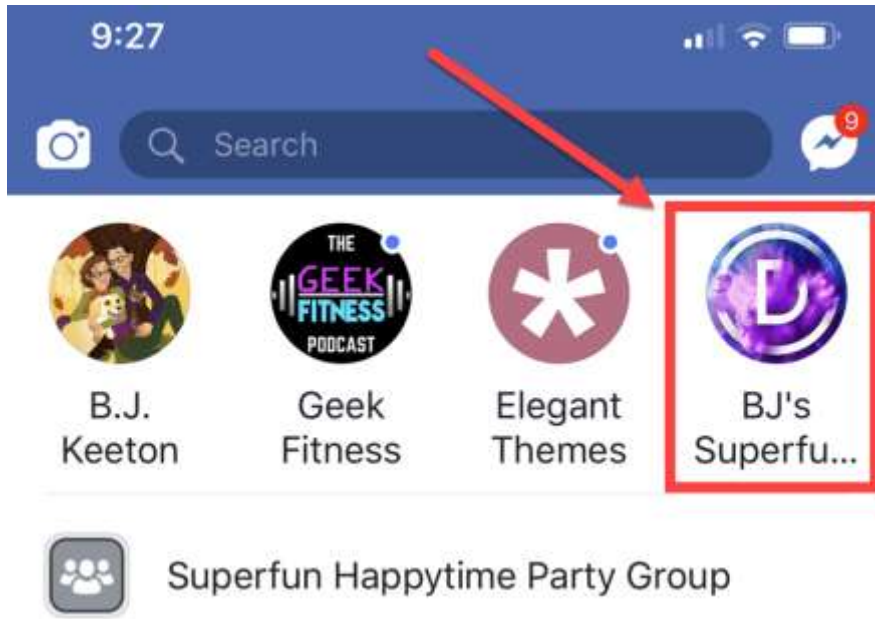 9:27
Search
9
THE
GEEK
FITNESS
PODCAST
D
B.J.
Keeton
Geek
Fitness
Elegant
Themes
BJ's
Superfu...
Superfun Happytime Party Group